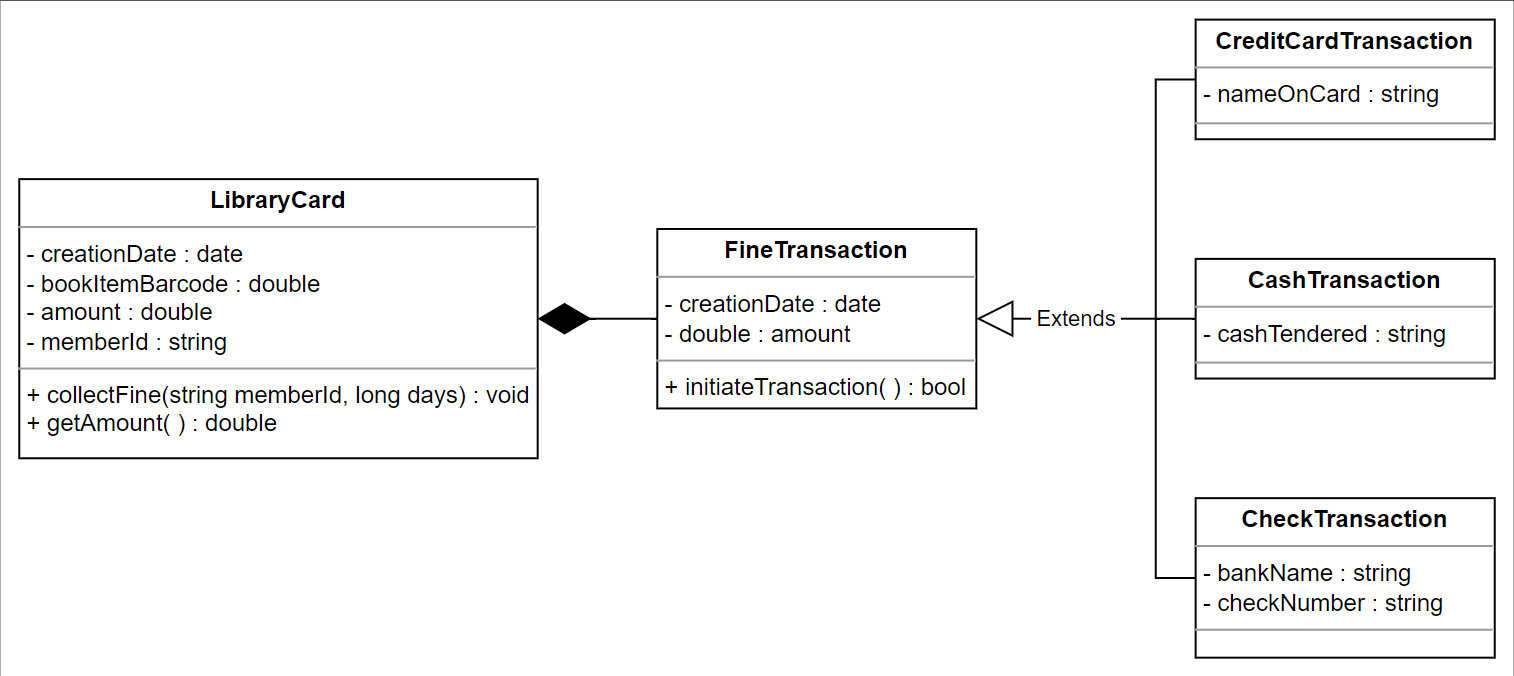 LibraryCard
- creationDate : date
- bookItemBarcode : double
- amount : double
- memberId : string
+ collectFine(string memberId, long days) : void
+ getAmount( ) : double
FineTransaction
- creationDate : date
- double : amount
+ initiateTransaction( ) : bool
Extends
CreditCardTransaction
- nameOnCard : string
CashTransaction
- cashTendered : string
CheckTransaction
- bankName : string
- checkNumber : string